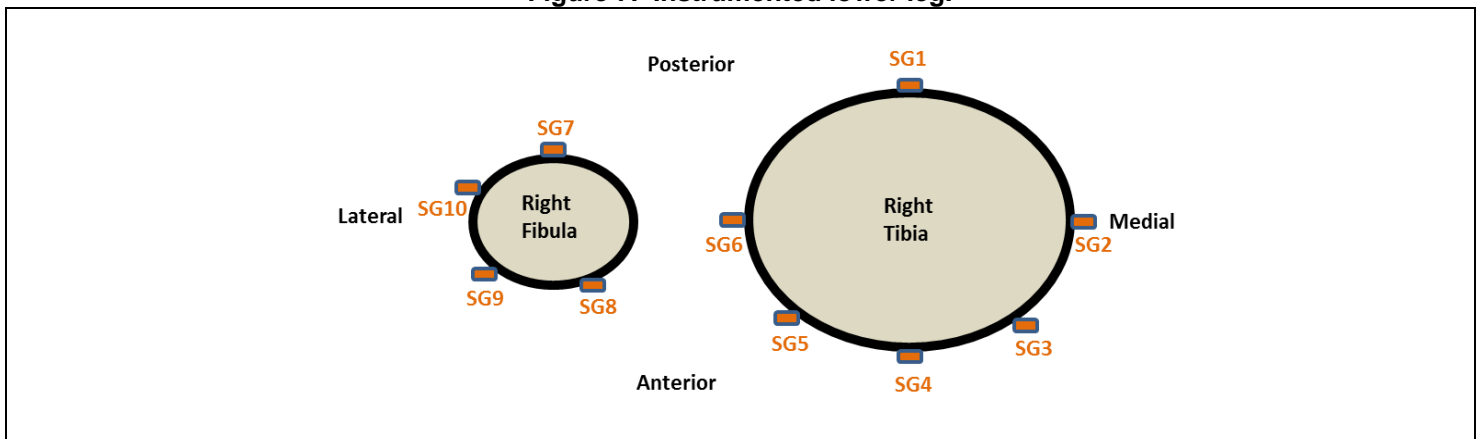 Posterior
SG1
SG7
Lateral
SG10
Right
Fibula
Right
Tibia
SG6
Medial
SG2
SG9
SG8
SG5
SG3
Anterior
SG4